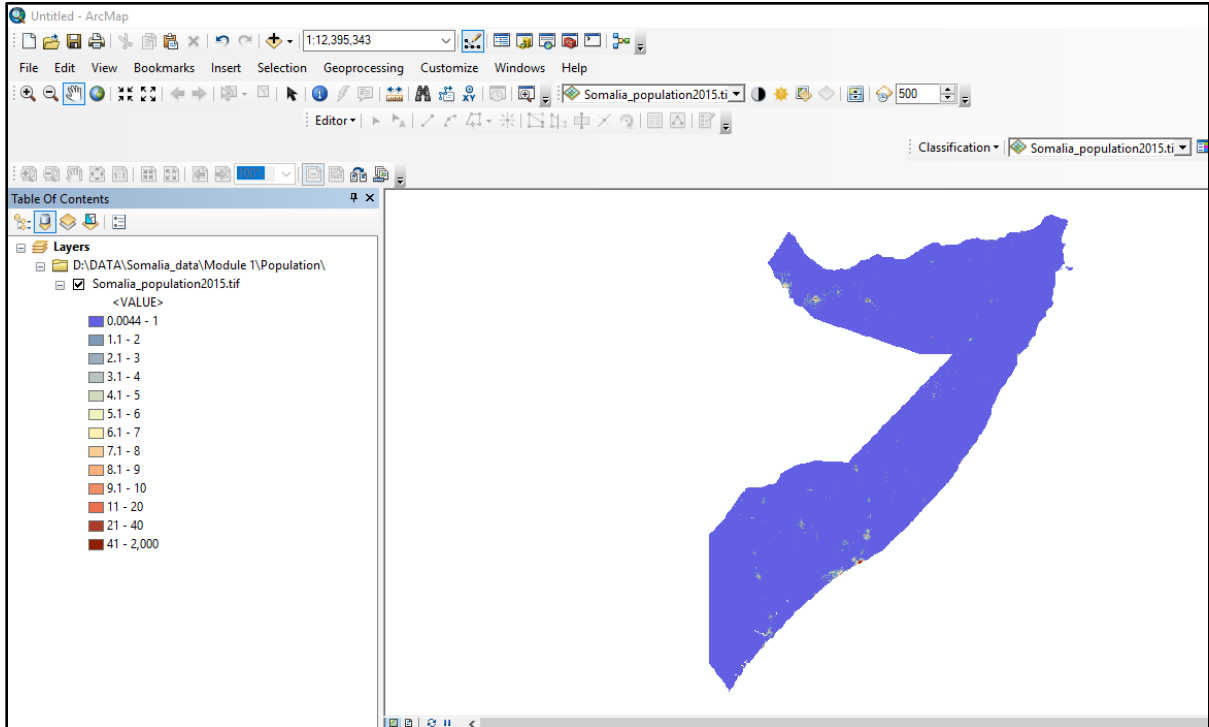 Untitled - ArcMap
1:12,395,343
File Edit View Bookmarks Insert Selection Geoprocessing Customize Windows Help
Somalia_population2015.ti
500
Editor
Classification
Somalia_population2015.ti
100%
Table Of Contents
Layers
D:\DATA\Somalia_data\Module 1\Population\
Somalia_population2015.tif
<VALUE>
0.0044 - 1
1.1 - 2
2.1 - 3
3.1 - 4
4.1 - 5
5.1 - 6
6.1 - 7
7.1 - 8
8.1 - 9
9.1 - 10
11 - 20
21 - 40
41 - 2,000